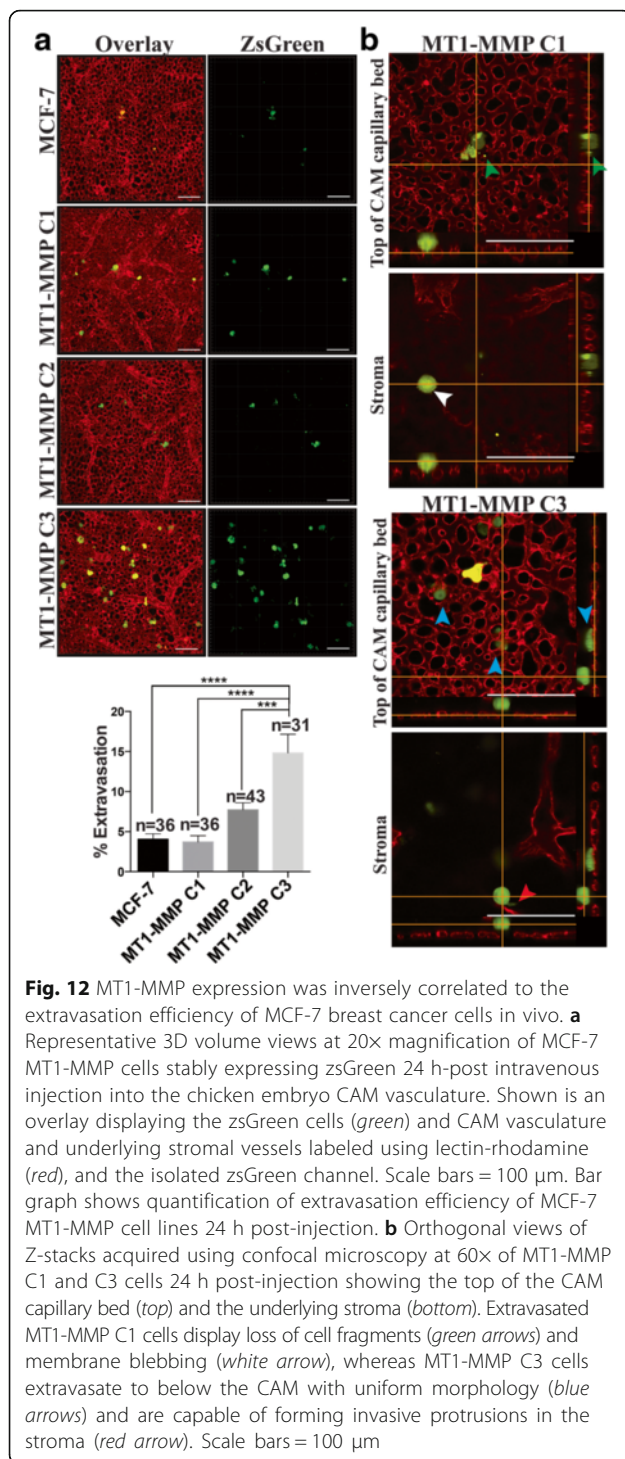 a
Overlay
ZsGreen
MCF-7
MT1-MMP C1
MT1-MMP C2
MT1-MMP C3
****
****
***
% Extravasation
20
15
10
5
0
n=36
n=36
n=43
n=31
MCF-7
MT1-MMP C1
MT1-MMP C2
MT1-MMP C3
b
MT1-MMP C1
Top of CAM capillary bed
Stroma
MT1-MMP C3
Top of CAM capillary bed
Stroma
Fig. 12 MT1-MMP expression was inversely correlated to the
extravasation efficiency of MCF-7 breast cancer cells in vivo. a
Representative 3D volume views at 20× magnification of MCF-7
MT1-MMP cells stably expressing zsGreen 24 h-post intravenous
injection into the chicken embryo CAM vasculature. Shown is an
overlay displaying the zsGreen cells (green) and CAM vasculature
and underlying stromal vessels labeled using lectin-rhodamine
(red), and the isolated zsGreen channel. Scale bars = 100 μm. Bar
graph shows quantification of extravasation efficiency of MCF-7
MT1-MMP cell lines 24 h post-injection. b Orthogonal views of
Z-stacks acquired using confocal microscopy at 60× of MT1-MMP
C1 and C3 cells 24 h post-injection showing the top of the CAM
capillary bed (top) and the underlying stroma (bottom). Extravasated
MT1-MMP C1 cells display loss of cell fragments (green arrows) and
membrane blebbing (white arrow), whereas MT1-MMP C3 cells
extravasate to below the CAM with uniform morphology (blue
arrows) and are capable of forming invasive protrusions in the
stroma (red arrow). Scale bars = 100 μm